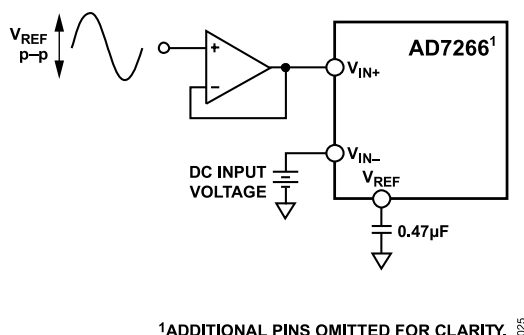 VREF
p–p
+
–
AD7266¹
VIN+
VIN–
DC INPUT
VOLTAGE
VREF
0.47µF
¹ADDITIONAL PINS OMITTED FOR CLARITY.